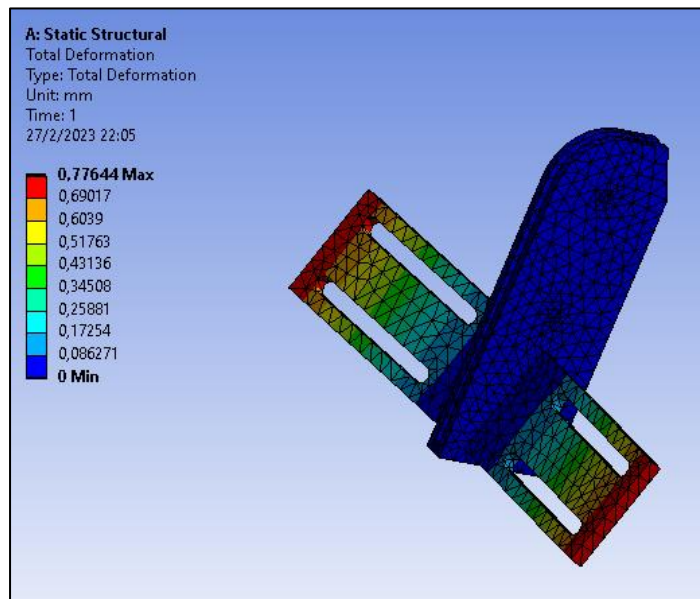 A: Static Structural
Total Deformation
Type: Total Deformation
Unit: mm
Time: 1
27/2/2023 22:05
0,77644 Max
0,69017
0,6039
0,51763
0,43136
0,34508
0,25881
0,17254
0,086271
0 Min